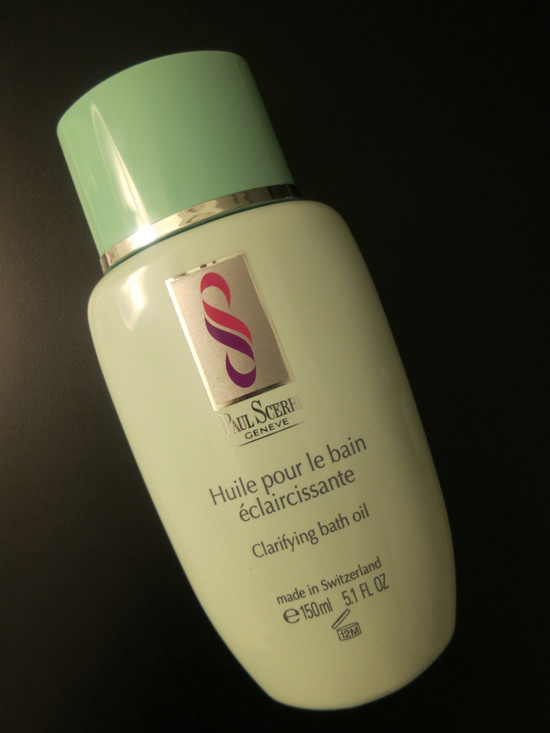 PAUL SCERRI
GENEVE
Huile pour le bain
éclaircissante
Clarifying bath oil
made in Switzerland
℮150ml 5.1 FL OZ
12M